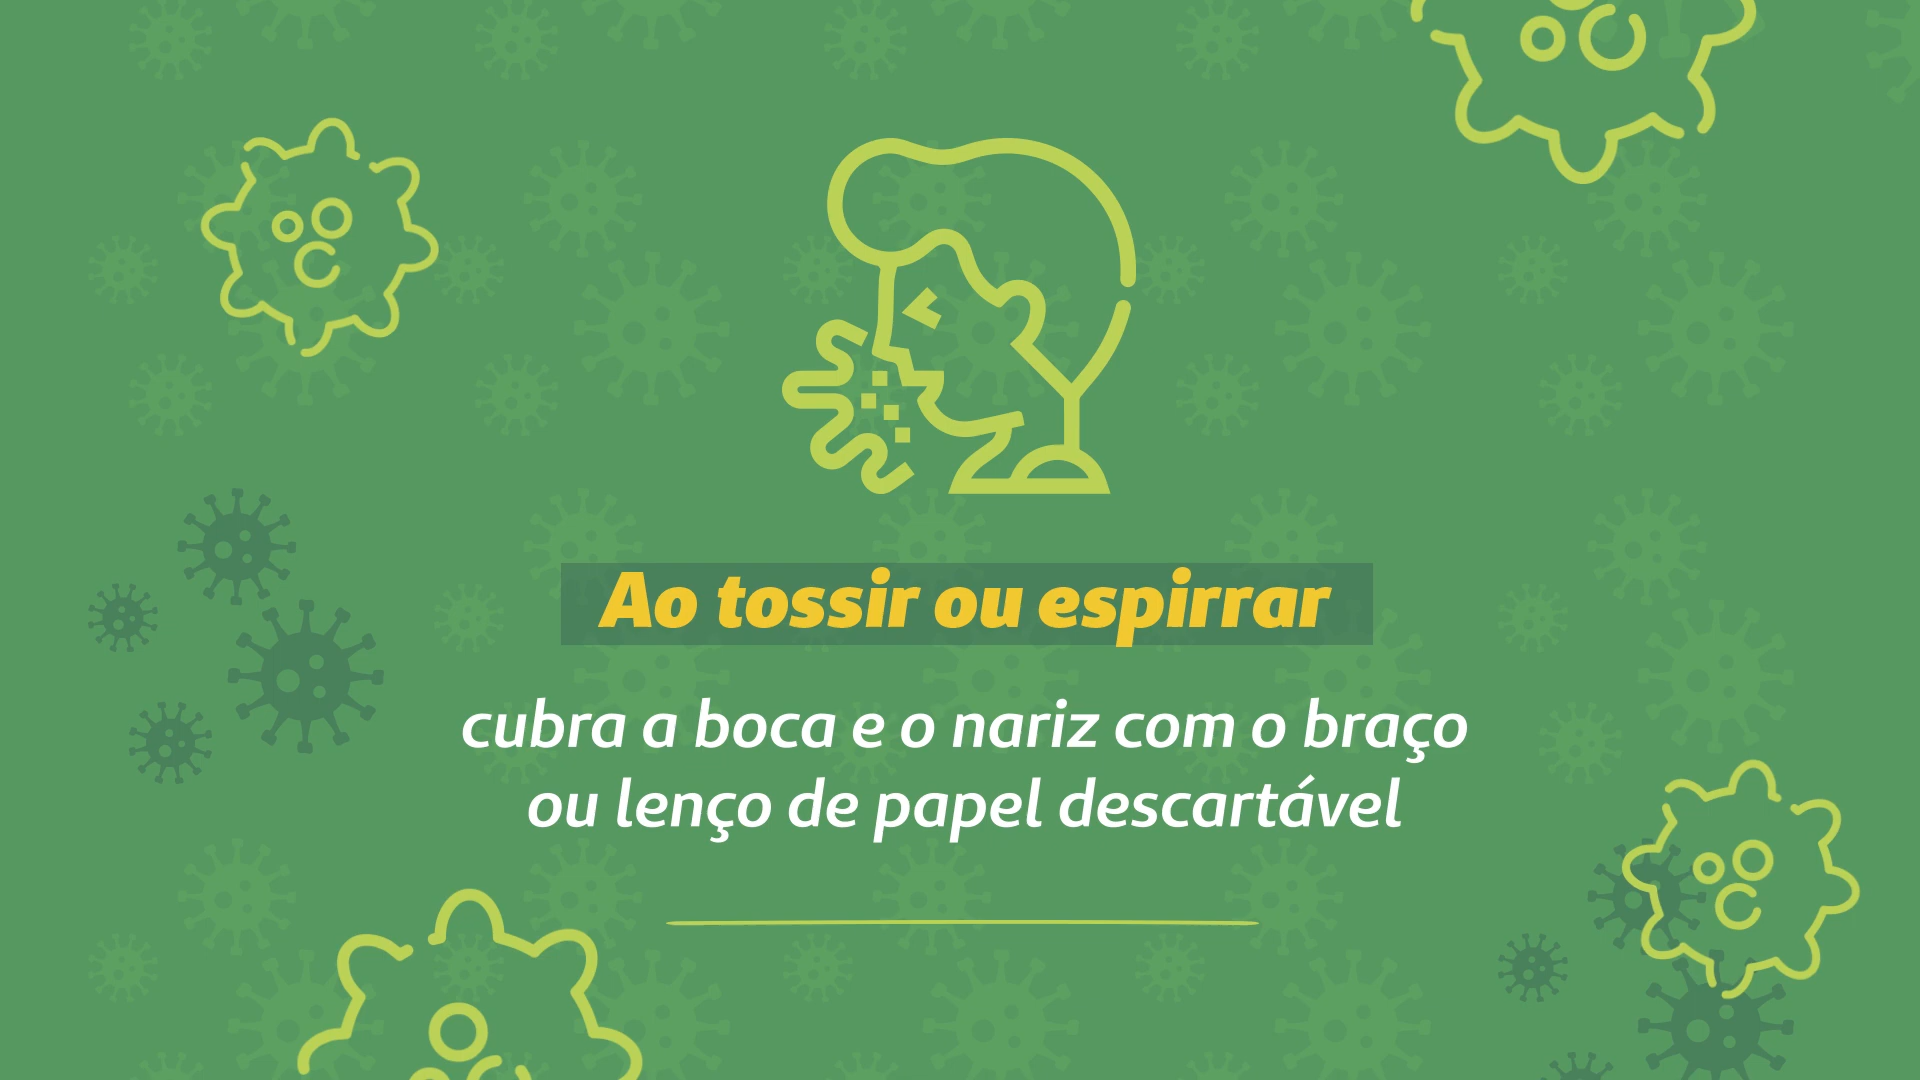 Ao tossir ou espirrar
cubra a boca e o nariz com o braço
ou lenço de papel descartável